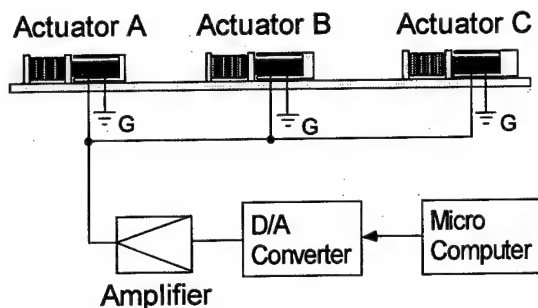 Actuator A
Actuator B
Actuator C
G
G
G
D/A
Converter
Micro
Computer
Amplifier